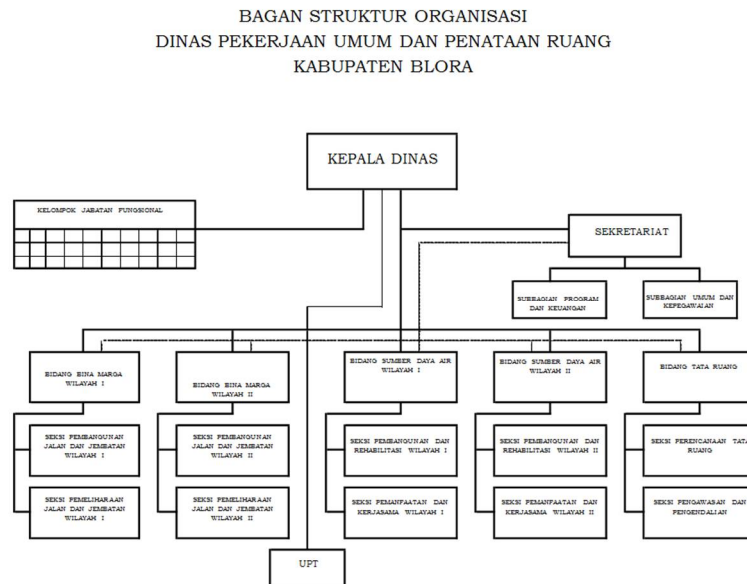 BAGAN STRUKTUR ORGANISASI
DINAS PEKERJAAN UMUM DAN PENATAAN RUANG
KABUPATEN BLORA
KEPALA DINAS
KELOMPOK JABATAN FUNGSIONAL
SEKRETARIAT
SUBBAGIAN PROGRAM
DAN KEUANGAN
SUBBAGIAN UMUM DAN
KEPEGAWAIAN
BIDANG BINA MARGA
WILAYAH I
BIDANG BINA MARGA
WILAYAH II
BIDANG SUMBER DAYA AIR
WILAYAH I
BIDANG SUMBER DAYA AIR
WILAYAH II
BIDANG TATA RUANG
SEKSI PEMBANGUNAN
JALAN DAN JEMBATAN
WILAYAH I
SEKSI PEMBANGUNAN
JALAN DAN JEMBATAN
WILAYAH II
SEKSI PEMBANGUNAN DAN
REHABILITASI WILAYAH I
SEKSI PEMBANGUNAN DAN
REHABILITASI WILAYAH II
SEKSI PERENCANAAN TATA
RUANG
SEKSI PEMELIHARAAN
JALAN DAN JEMBATAN
WILAYAH I
SEKSI PEMELIHARAAN
JALAN DAN JEMBATAN
WILAYAH II
SEKSI PEMANFAATAN DAN
KERJASAMA WILAYAH I
SEKSI PEMANFAATAN DAN
KERJASAMA WILAYAH II
SEKSI PENGAWASAN DAN
PENGENDALIAN
UPT